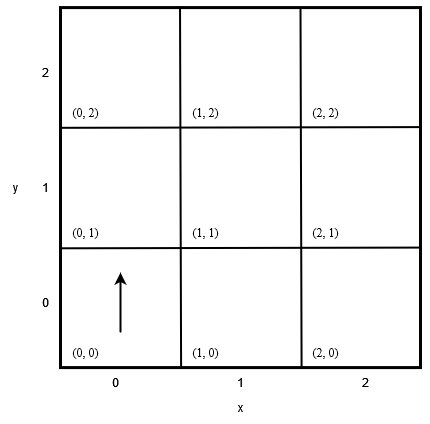 2
(0, 2) (1, 2) (2, 2)
y 1
(0, 1) (1, 1) (2, 1)
0
(0, 0) (1, 0) (2, 0)
0 1 2
x